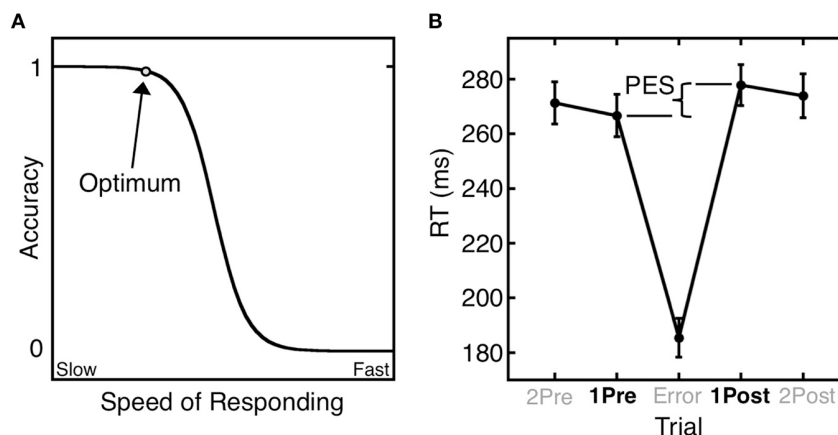 A
1
Optimum
Accuracy
0
Slow
Fast
Speed of Responding
B
280
260
240
220
200
180
RT (ms)
PES
2Pre 1Pre Error 1Post 2Post
Trial